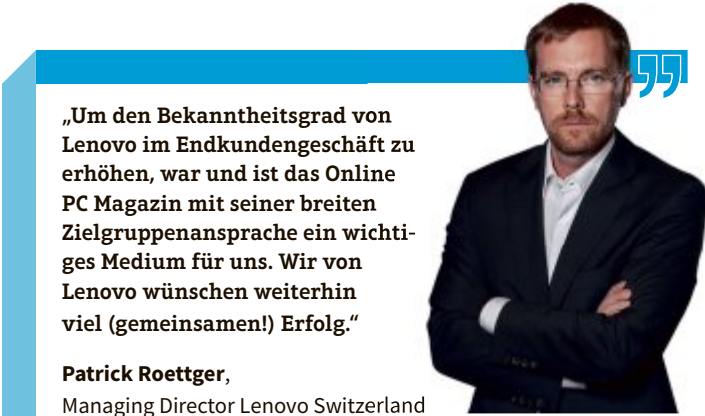 „Um den Bekanntheitsgrad von
Lenovo im Endkundengeschäft zu
erhöhen, war und ist das Online
PC Magazin mit seiner breiten
Zielgruppenansprache ein wichti-
ges Medium für uns. Wir von
Lenovo wünschen weiterhin
viel (gemeinsamen!) Erfolg.“
Patrick Roettger,
Managing Director Lenovo Switzerland